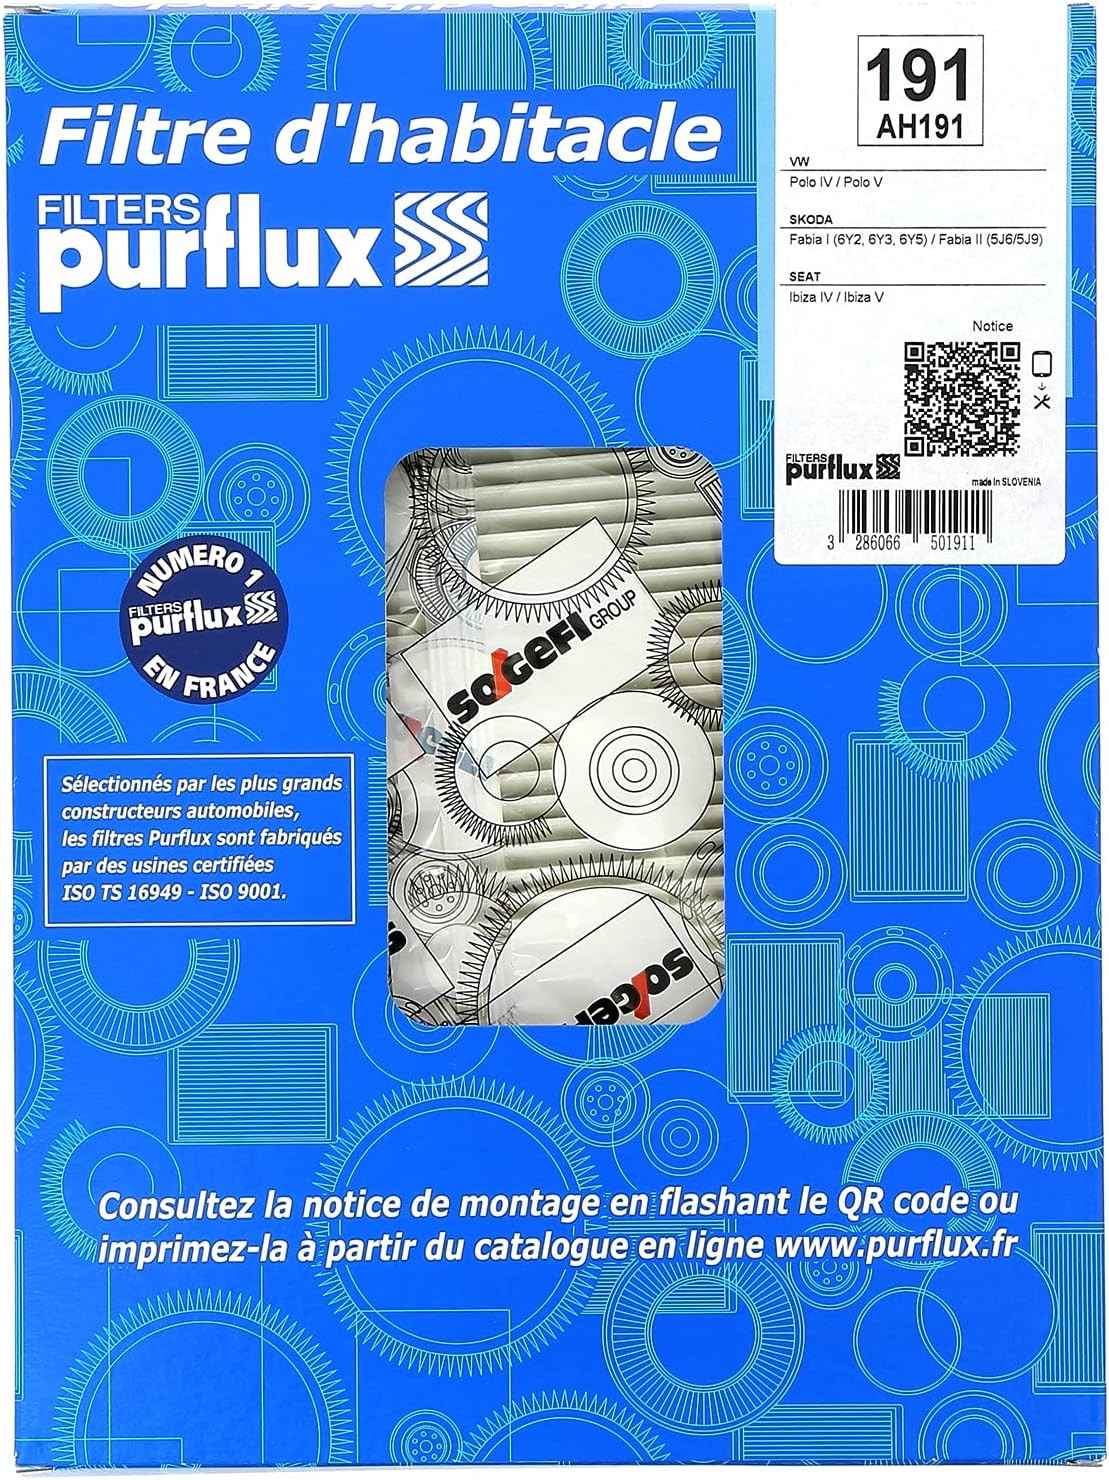 Filtre d'habitacle
FILTERS
purflux
191
AH191
VW
Polo IV / Polo V
SKODA
Fabia I (6Y2, 6Y3, 6Y5) / Fabia II (5J6/5J9)
SEAT
Ibiza IV / Ibiza V
Notice
FILTERS
purflux
made in SLOVENIA
3 286066 501911
NUMERO 1
FILTERS
purflux
EN FRANCE
SOGEFI GROUP
Sélectionnés par les plus grands
constructeurs automobiles,
les filtres Purflux sont fabriqués
par des usines certifiées
ISO TS 16949 - ISO 9001.
Consultez la notice de montage en flashant le QR code ou
imprimez-la à partir du catalogue en ligne www.purflux.fr